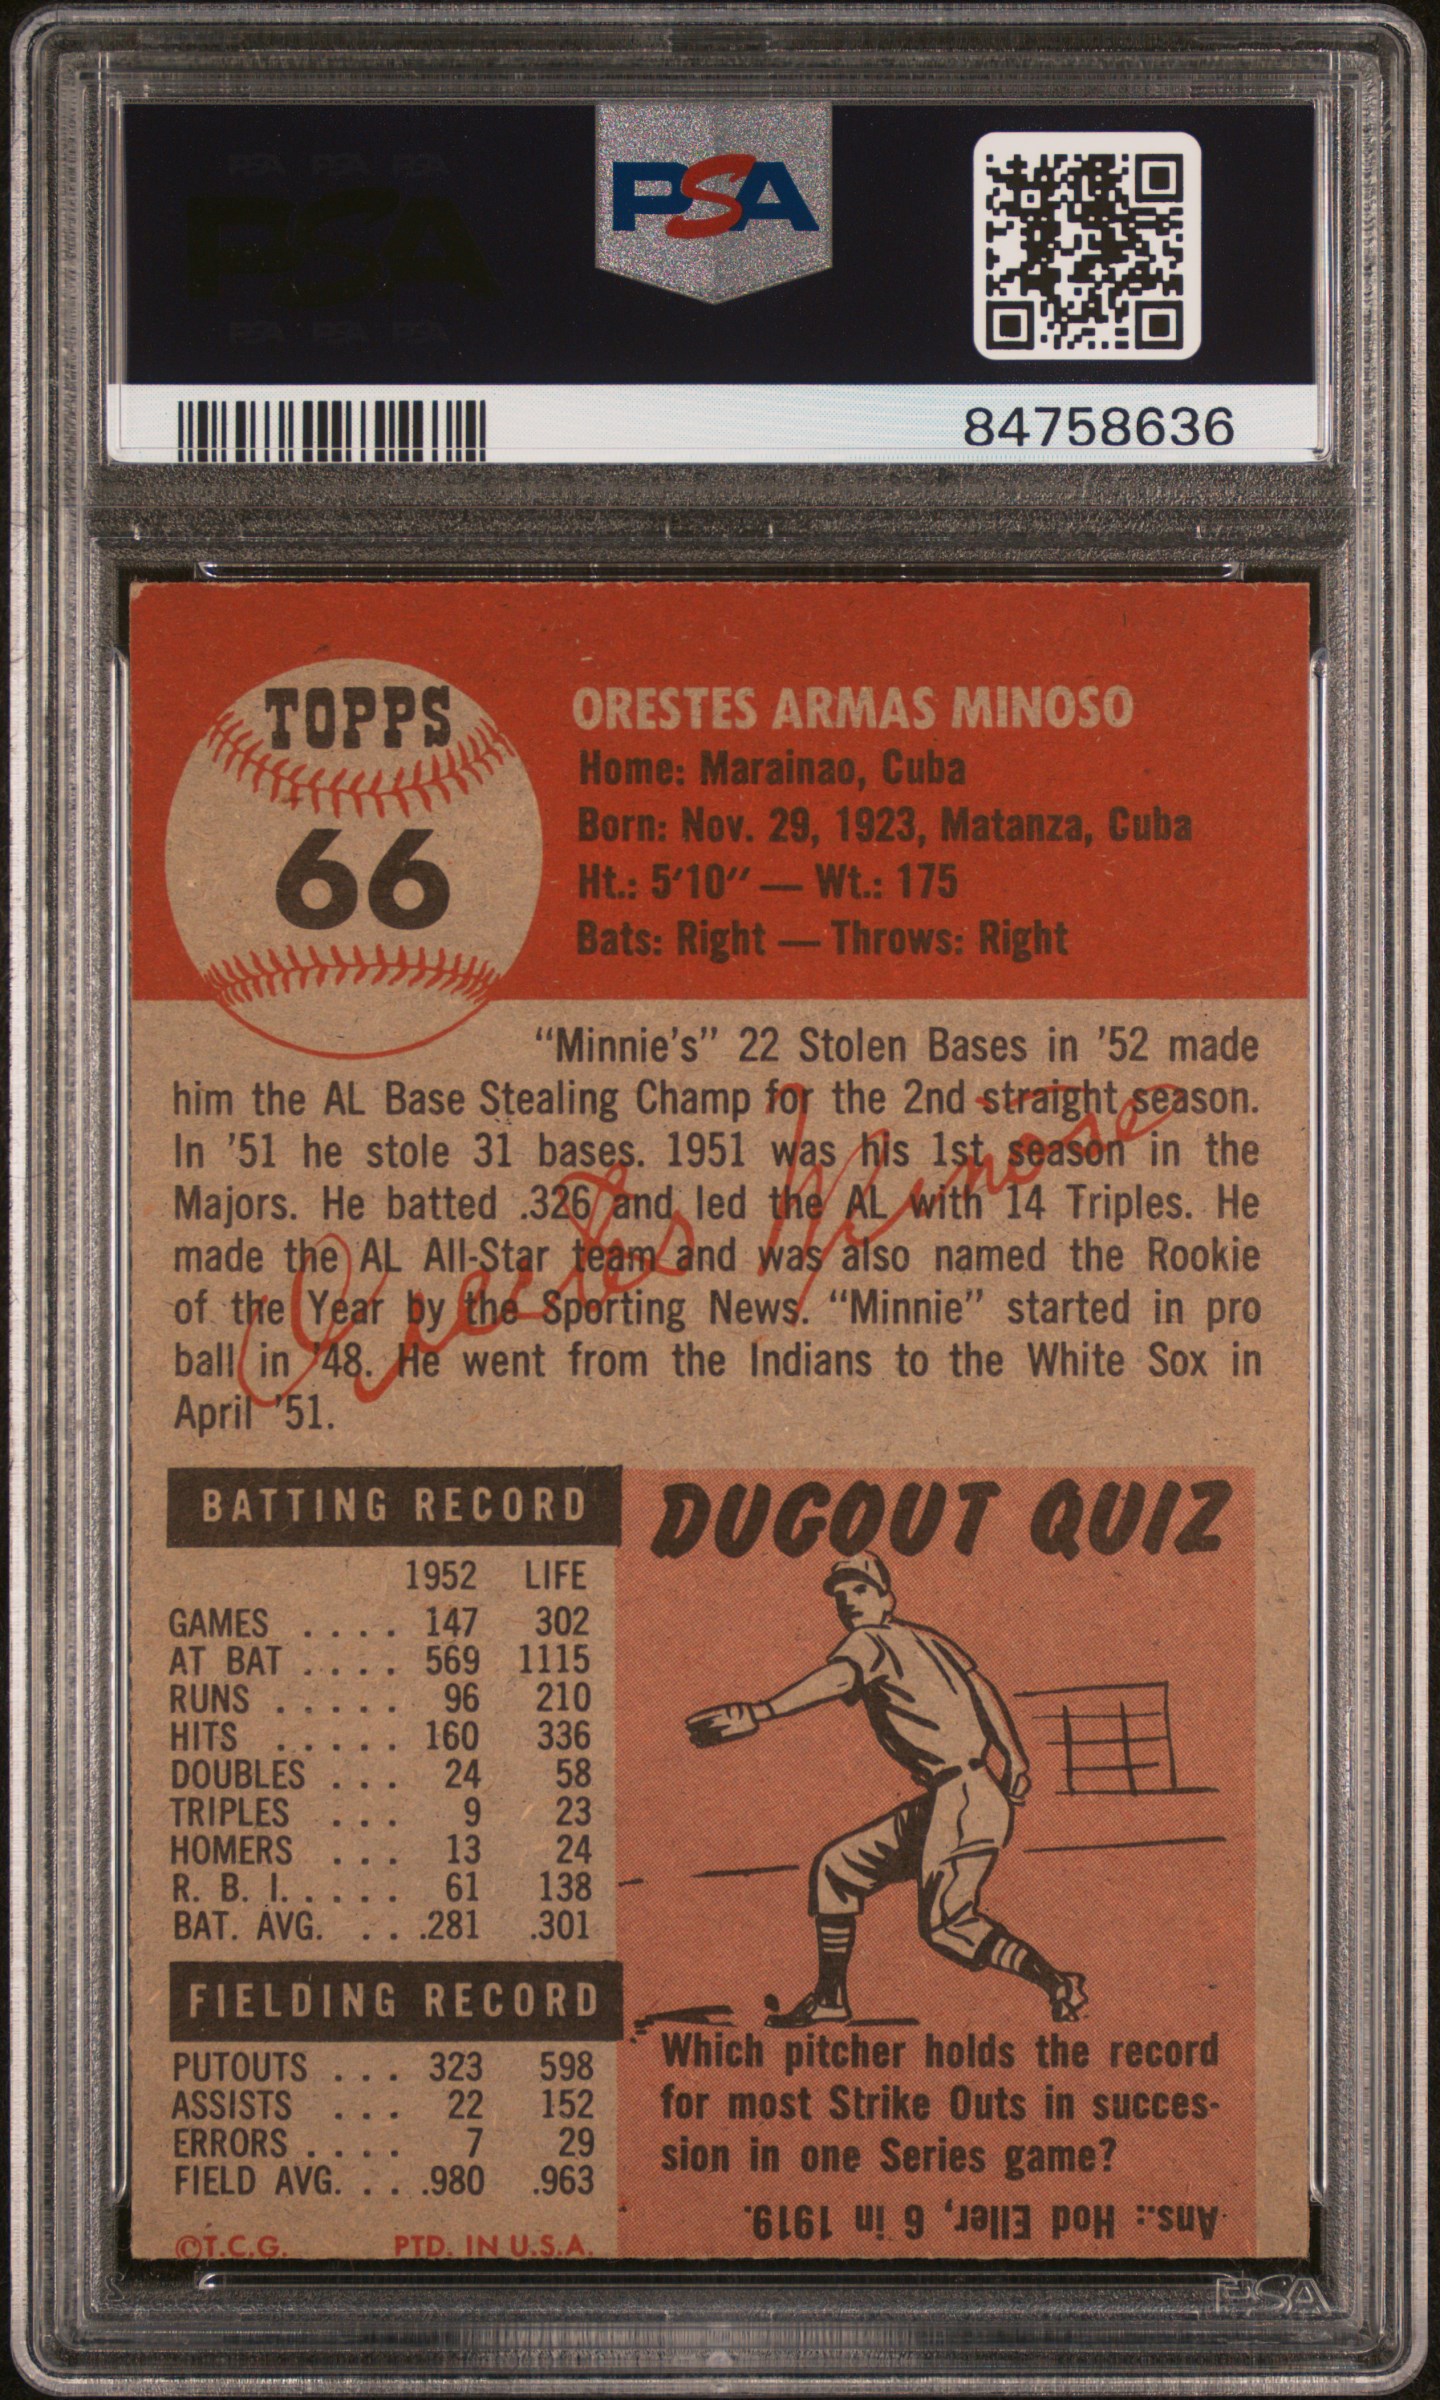 PSA PSA PSA
PSA
PSA PSA PSA
PSA
84758636
TOPPS
66
ORESTES ARMAS MINOSO
Home: Marainao, Cuba
Born: Nov. 29, 1923, Matanza, Cuba
Ht.: 5'10" — Wt.: 175
Bats: Right — Throws: Right
"Minnie's" 22 Stolen Bases in '52 made
him the AL Base Stealing Champ for the 2nd straight season.
In '51 he stole 31 bases. 1951 was his 1st season in the
Majors. He batted .326 and led the AL with 14 Triples. He
made the AL All-Star team and was also named the Rookie
of the Year by the Sporting News. "Minnie" started in pro
ball in '48. He went from the Indians to the White Sox in
April '51.
Orestes Minoso
BATTING RECORD
1952 LIFE
GAMES .... 147 302
AT BAT .... 569 1115
RUNS ..... 96 210
HITS ..... 160 336
DOUBLES ... 24 58
TRIPLES ... 9 23
HOMERS ... 13 24
R. B. I. .... 61 138
BAT. AVG. .. .281 .301
FIELDING RECORD
PUTOUTS ... 323 598
ASSISTS ... 22 152
ERRORS .... 7 29
FIELD AVG. .. .980 .963
©T.C.G. PTD. IN U.S.A.
DUGOUT QUIZ
Which pitcher holds the record
for most Strike Outs in succes-
sion in one Series game?
Ans.: Hod Eller, 6 in 1919.
PSA